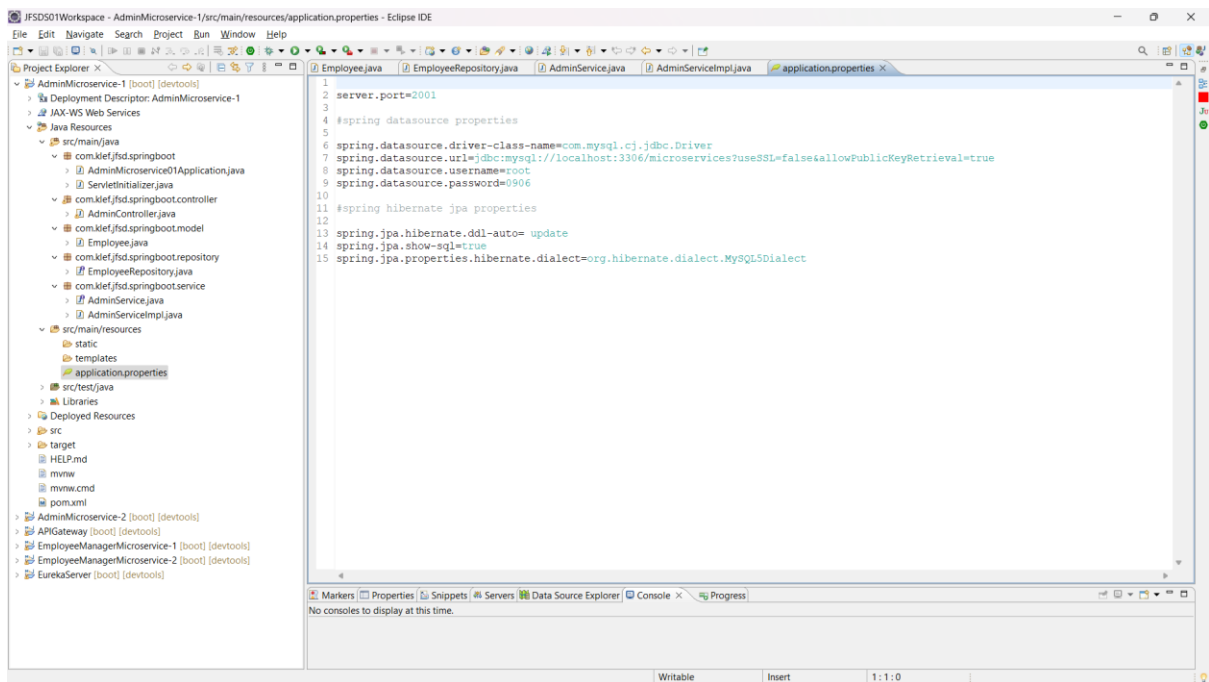 JFSDS01Workspace - AdminMicroservice-1/src/main/resources/application.properties - Eclipse IDE
File Edit Navigate Search Project Run Window Help
Project Explorer
Employee.java
EmployeeRepository.java
AdminService.java
AdminServiceImpl.java
application.properties
AdminMicroservice-1 [boot] [devtools]
Deployment Descriptor: AdminMicroservice-1
JAX-WS Web Services
Java Resources
src/main/java
com.klef.jfsd.springboot
AdminMicroservice01Application.java
ServletInitializer.java
com.klef.jfsd.springboot.controller
AdminController.java
com.klef.jfsd.springboot.model
Employee.java
com.klef.jfsd.springboot.repository
EmployeeRepository.java
com.klef.jfsd.springboot.service
AdminService.java
AdminServiceImpl.java
src/main/resources
static
templates
application.properties
src/test/java
Libraries
Deployed Resources
src
target
HELP.md
mvnw
mvnw.cmd
pom.xml
AdminMicroservice-2 [boot] [devtools]
APIGateway [boot] [devtools]
EmployeeManagerMicroservice-1 [boot] [devtools]
EmployeeManagerMicroservice-2 [boot] [devtools]
EurekaServer [boot] [devtools]
1
2 server.port=2001
3
4 #spring datasource properties
5
6 spring.datasource.driver-class-name=com.mysql.cj.jdbc.Driver
7 spring.datasource.url=jdbc:mysql://localhost:3306/microservices?useSSL=false&allowPublicKeyRetrieval=true
8 spring.datasource.username=root
9 spring.datasource.password=0906
10
11 #spring hibernate jpa properties
12
13 spring.jpa.hibernate.ddl-auto= update
14 spring.jpa.show-sql=true
15 spring.jpa.properties.hibernate.dialect=org.hibernate.dialect.MySQL5Dialect
Markers Properties Snippets Servers Data Source Explorer Console Progress
No consoles to display at this time.
Writable Insert 1:1:0